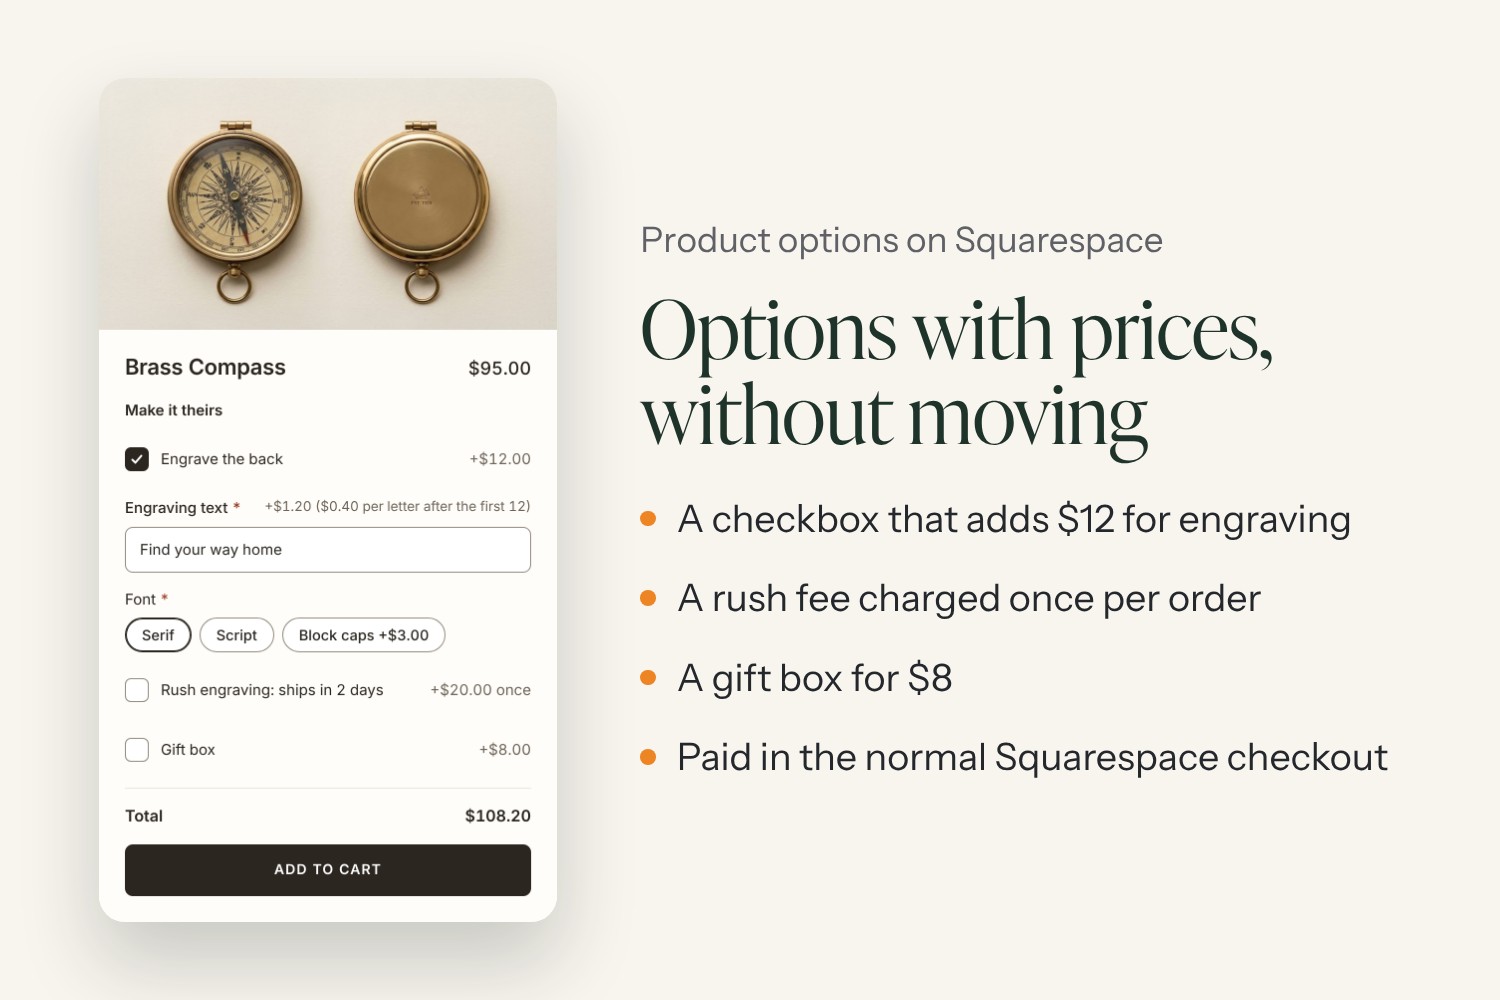 Brass Compass $95.00
Make it theirs
Engrave the back +$12.00
Engraving text * +$1.20 ($0.40 per letter after the first 12)
Find your way home
Font *
Serif Script Block caps +$3.00
Rush engraving: ships in 2 days +$20.00 once
Gift box +$8.00
Total $108.20
ADD TO CART
Product options on Squarespace
Options with prices,
without moving
A checkbox that adds $12 for engraving
A rush fee charged once per order
A gift box for $8
Paid in the normal Squarespace checkout